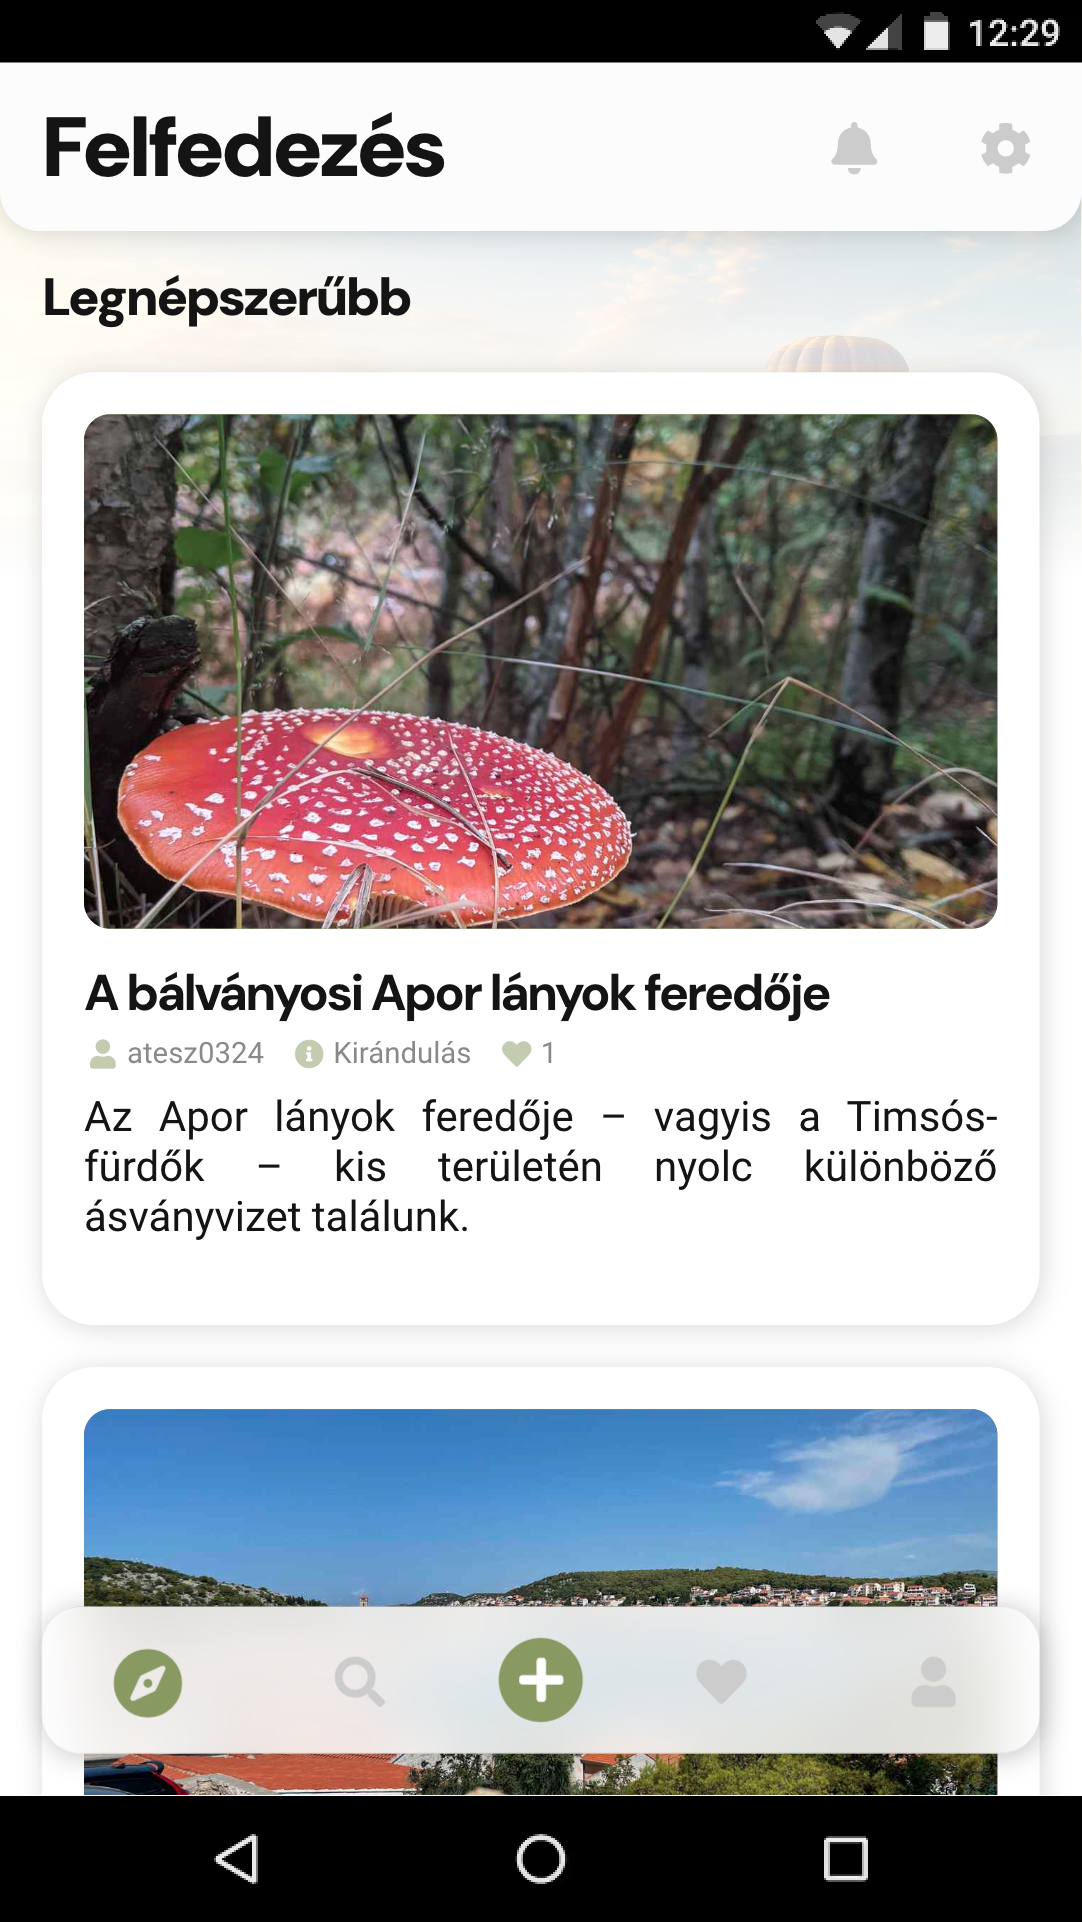 12:29
Felfedezés
Legnépszerűbb
A bálványosi Apor lányok feredője
atesz0324 Kirándulás 1
Az Apor lányok feredője – vagyis a Timsós-
fürdők – kis területén nyolc különböző
ásványvizet találunk.